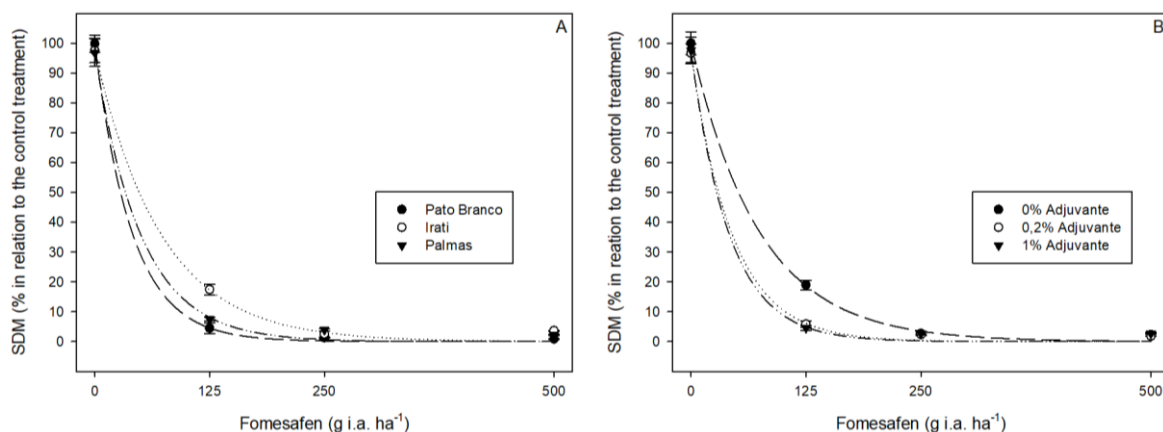 A
SDM (% in relation to the control treatment)
100
90
80
70
60
50
40
30
20
10
0
Pato Branco
Irati
Palmas
0
125
250
500
Fomesafen (g i.a. ha⁻¹)
B
SDM (% in reation to the control treatment)
100
90
80
70
60
50
40
30
20
10
0
0% Adjuvante
0,2% Adjuvante
1% Adjuvante
0
125
250
500
Fomesafen (g i.a. ha⁻¹)